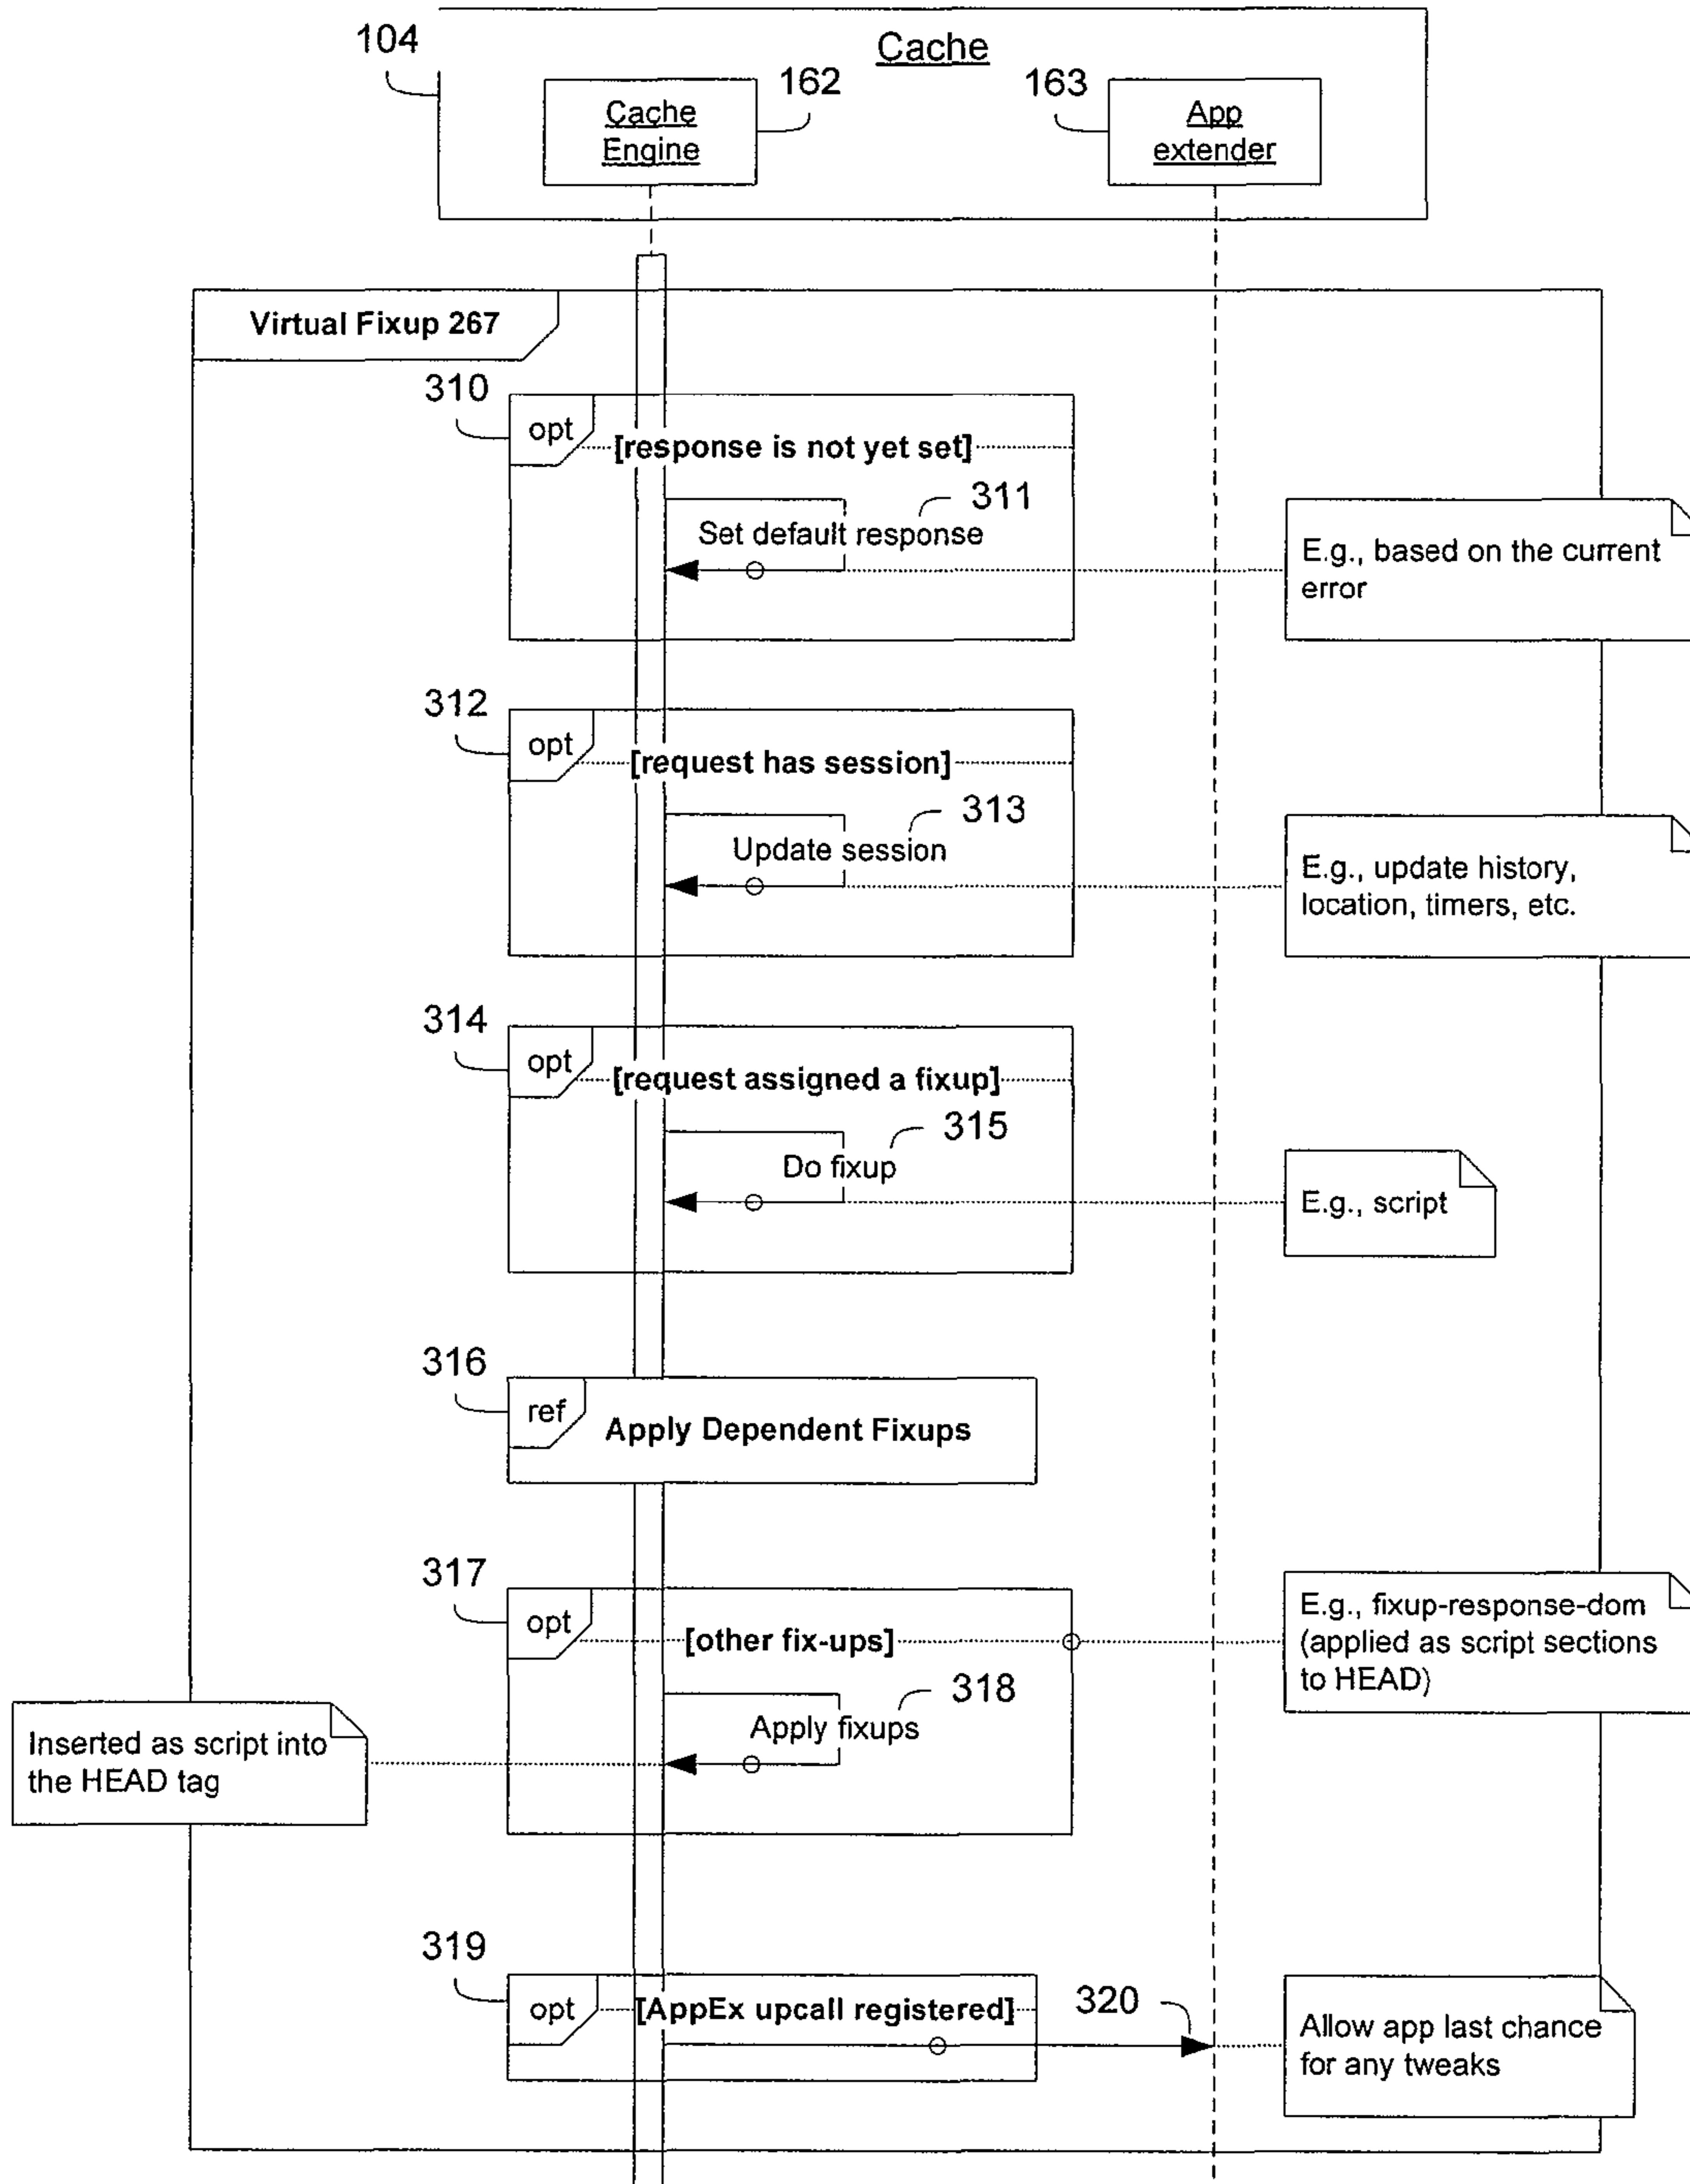 104
Cache
162
163
Cache
Engine
App
extender
Virtual Fixup 267
310
opt
[response is not yet set]
311
Set default response
E.g., based on the current
error
312
opt
[request has session]
313
Update session
E.g., update history,
location, timers, etc.
314
opt
[request assigned a fixup]
315
Do fixup
E.g., script
316
ref
Apply Dependent Fixups
317
opt
[other fix-ups]
E.g., fixup-response-dom
(applied as script sections
to HEAD)
318
Apply fixups
Inserted as script into
the HEAD tag
319
opt
[AppEx upcall registered]
320
Allow app last chance
for any tweaks